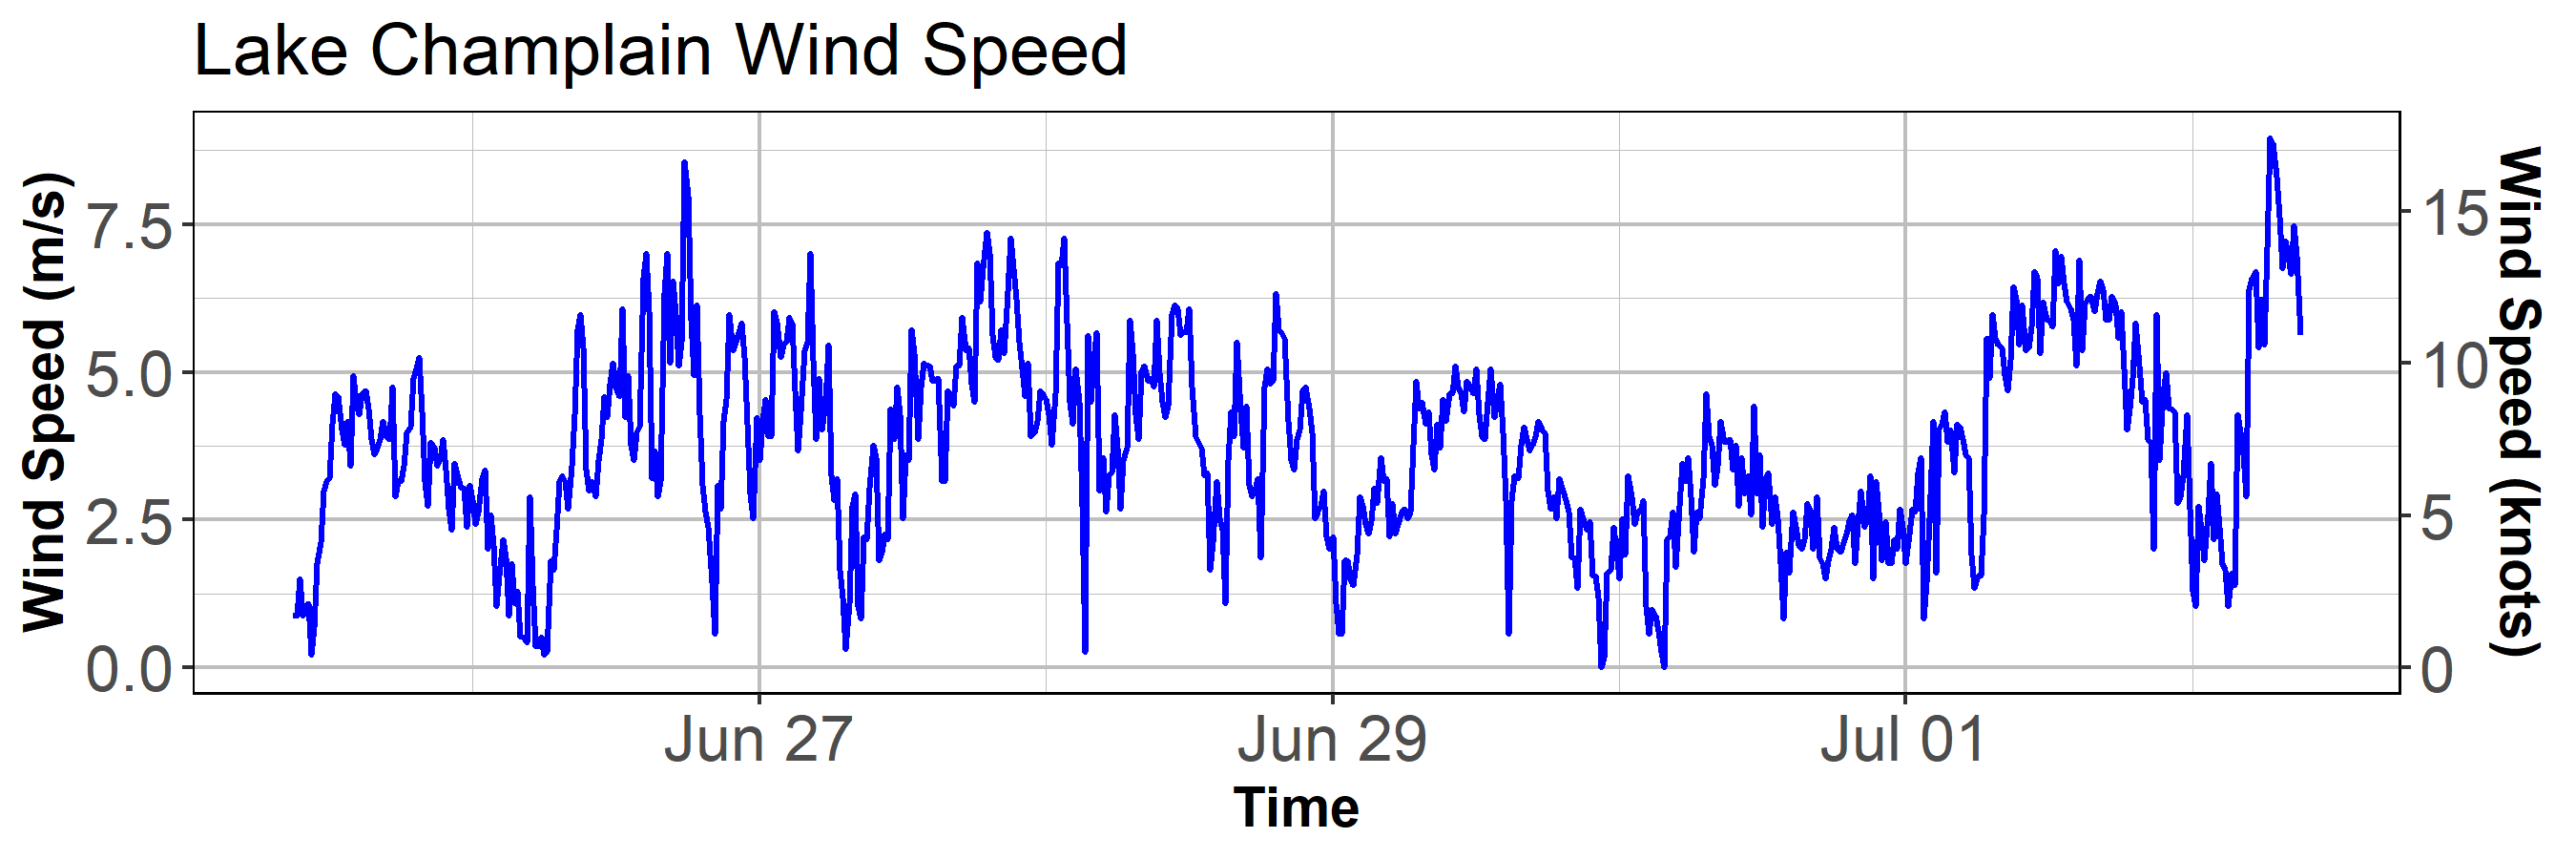 Lake Champlain Wind Speed
Wind Speed (m/s)
7.5
5.0
2.5
0.0
15
10
5
0
Wind Speed (knots)
Jun 27
Jun 29
Jul 01
Time